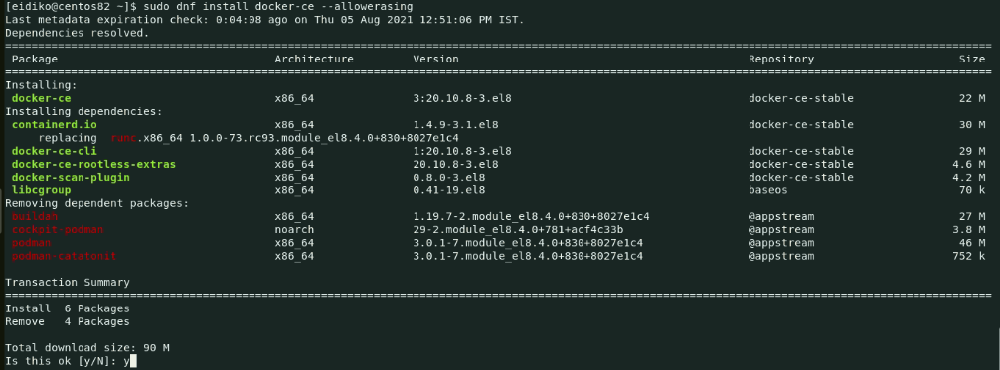 [eidiko@centos82 ~]$ sudo dnf install docker-ce --allowerasing
Last metadata expiration check: 0:04:08 ago on Thu 05 Aug 2021 12:51:06 PM IST.
Dependencies resolved.
================================================================================
Package Architecture Version Repository Size
================================================================================
Installing:
docker-ce x86_64 3:20.10.8-3.el8 docker-ce-stable 22 M
Installing dependencies:
containerd.io x86_64 1.4.9-3.1.el8 docker-ce-stable 30 M
replacing runc.x86_64 1.0.0-73.rc93.module_el8.4.0+830+8027e1c4
docker-ce-cli x86_64 1:20.10.8-3.el8 docker-ce-stable 29 M
docker-ce-rootless-extras x86_64 20.10.8-3.el8 docker-ce-stable 4.6 M
docker-scan-plugin x86_64 0.8.0-3.el8 docker-ce-stable 4.2 M
libcgroup x86_64 0.41-19.el8 baseos 70 k
Removing dependent packages:
buildah x86_64 1.19.7-2.module_el8.4.0+830+8027e1c4 @appstream 27 M
cockpit-podman noarch 29-2.module_el8.4.0+781+acf4c33b @appstream 3.8 M
podman x86_64 3.0.1-7.module_el8.4.0+830+8027e1c4 @appstream 46 M
podman-catatonit x86_64 3.0.1-7.module_el8.4.0+830+8027e1c4 @appstream 752 k
Transaction Summary
================================================================================
Install 6 Packages
Remove 4 Packages
Total download size: 90 M
Is this ok [y/N]: y